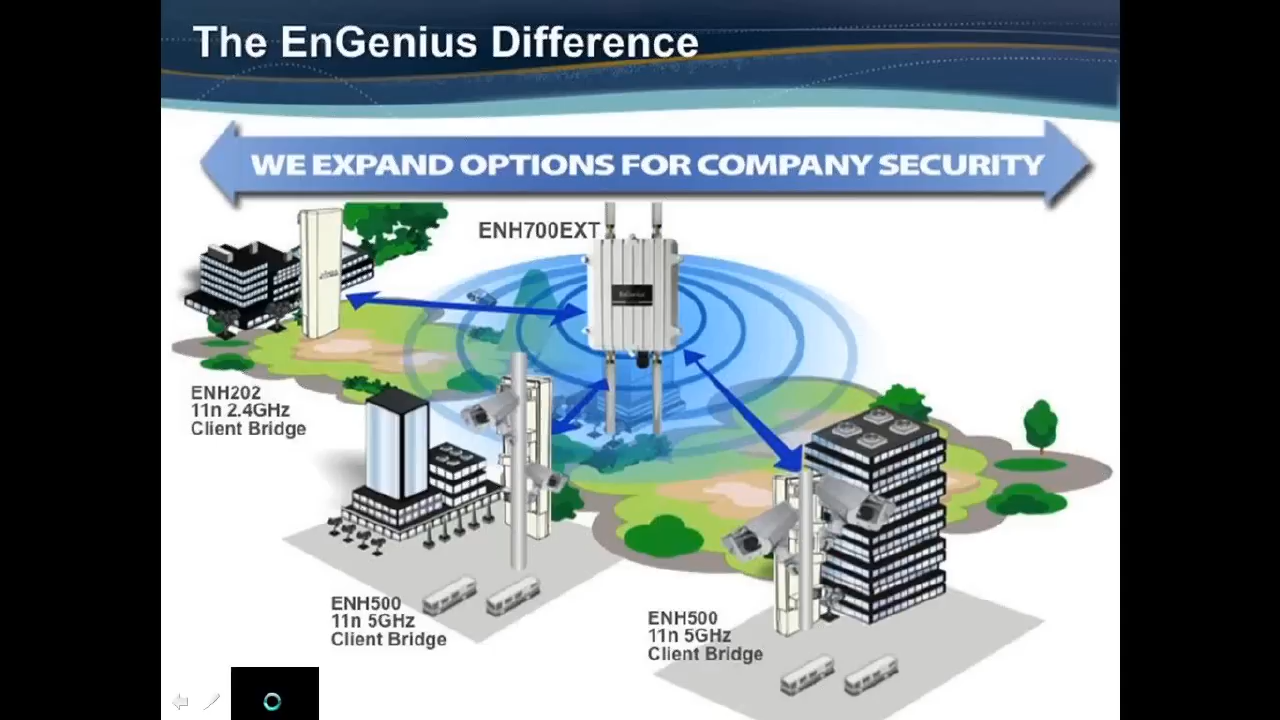 The EnGenius Difference
WE EXPAND OPTIONS FOR COMPANY SECURITY
ENH700EXT
EnGenius
ENH202
11n 2.4GHz
Client Bridge
ENH500
11n 5GHz
Client Bridge
ENH500
11n 5GHz
Client Bridge